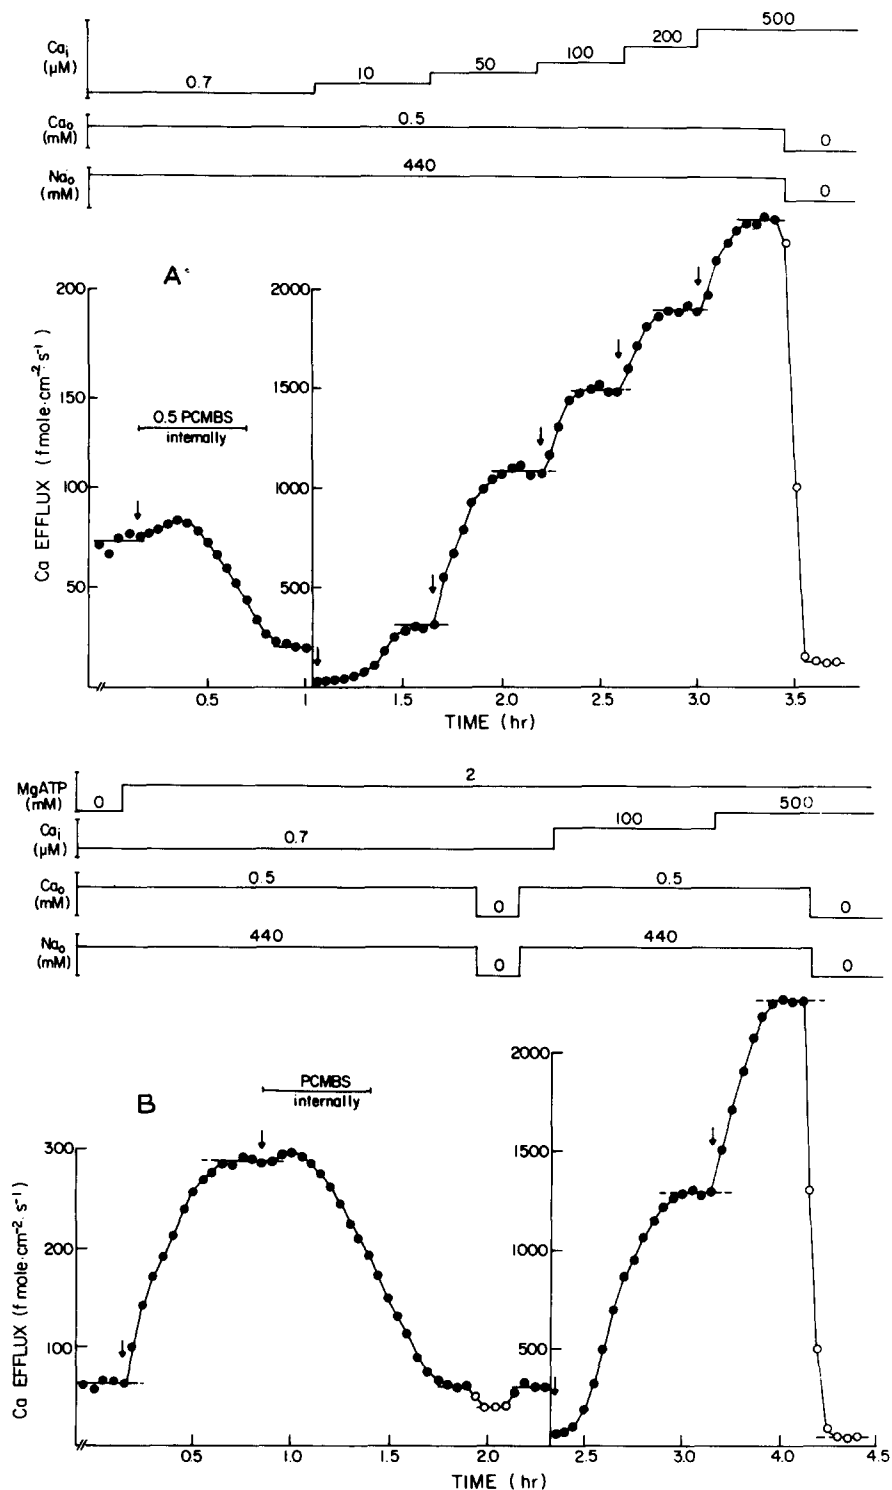 Ca_i (μM) 0.7 10 50 100 200 500
Ca_o (mM) 0.5 0
Na_o (mM) 440 0
A
0.5 PCMBS
internally
Ca EFFLUX (f mole·cm⁻² s⁻¹)
200
150
100
50
2000
1500
1000
500
0.5 1 1.5 2.0 2.5 3.0 3.5
TIME (hr)
MgATP (mM) 0 2
Ca_i (μM) 0.7 100 500
Ca_o (mM) 0.5 0 0.5 0
Na_o (mM) 440 0 440 0
B
PCMBS
internally
Ca EFFLUX (f mole·cm⁻²·s⁻¹)
300
200
100
2000
1500
1000
500
0.5 1.0 1.5 2.0 2.5 3.0 3.5 4.0 4.5
TIME (hr)